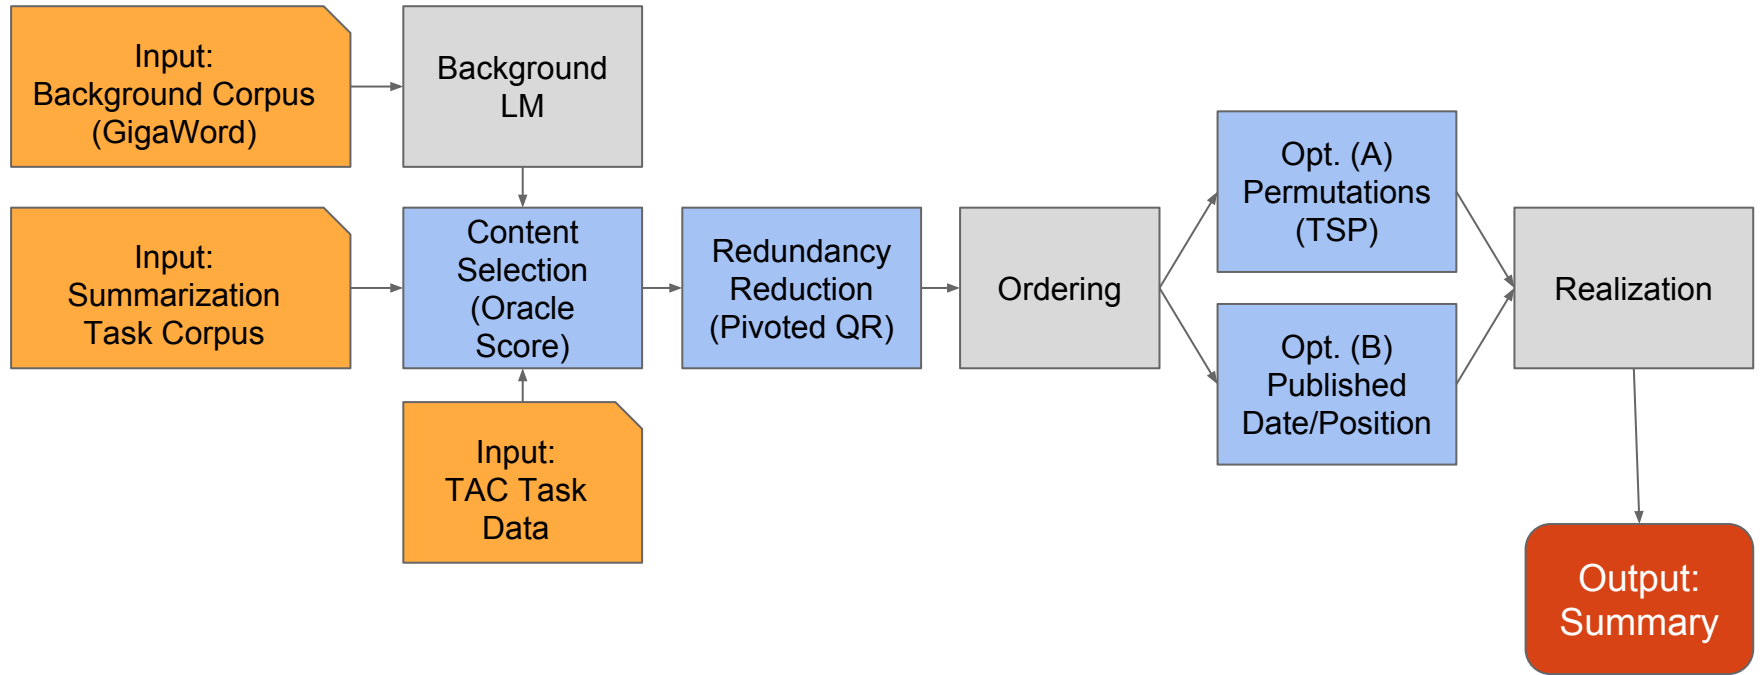 Input:
Background Corpus
(GigaWord)
Background
LM
Input:
Summarization
Task Corpus
Content
Selection
(Oracle
Score)
Input:
TAC Task
Data
Redundancy
Reduction
(Pivoted QR)
Ordering
Opt. (A)
Permutations
(TSP)
Opt. (B)
Published
Date/Position
Realization
Output:
Summary